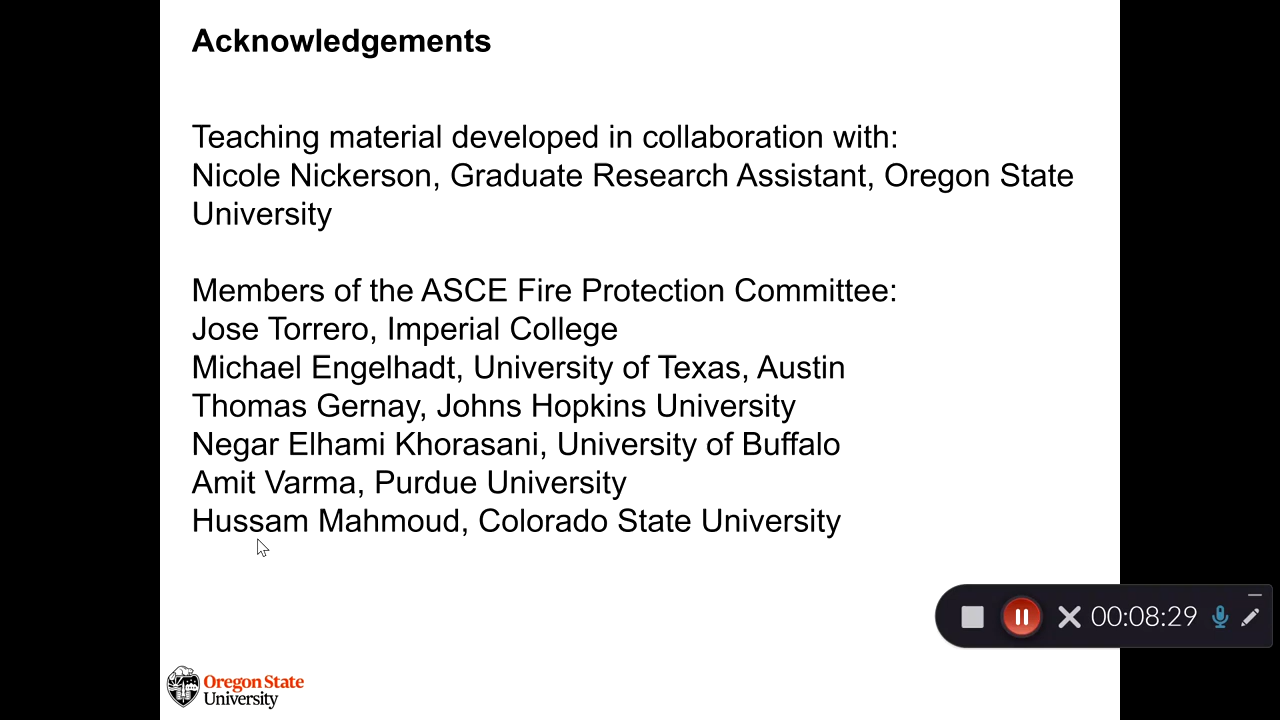 Acknowledgements
Teaching material developed in collaboration with:
Nicole Nickerson, Graduate Research Assistant, Oregon State
University
Members of the ASCE Fire Protection Committee:
Jose Torrero, Imperial College
Michael Engelhadt, University of Texas, Austin
Thomas Gernay, Johns Hopkins University
Negar Elhami Khorasani, University of Buffalo
Amit Varma, Purdue University
Hussam Mahmoud, Colorado State University
00:08:29
Oregon State
University